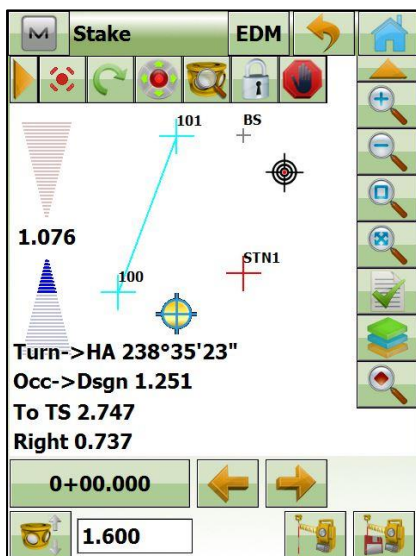 M Stake EDM
101 BS
1.076
STN1
100
Turn->HA 238°35'23"
Occ->Dsgn 1.251
To TS 2.747
Right 0.737
0+00.000
1.600